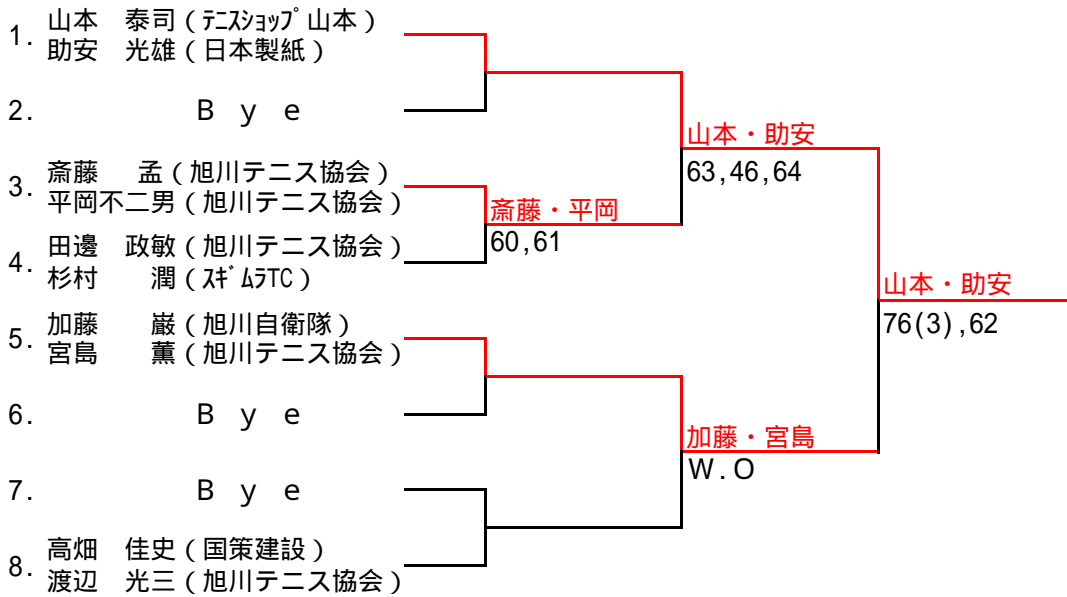 1. 山本　泰司(ﾃﾆｽｼｮｯﾌﾟ山本)
助安　光雄(日本製紙)
2. Ｂｙｅ
3. 斎藤　孟(旭川テニス協会)
平岡不二男(旭川テニス協会)
4. 田邊　政敏(旭川テニス協会)
杉村　潤(ｽｷﾞﾑﾗTC)
5. 加藤　巌(旭川自衛隊)
宮島　薫(旭川テニス協会)
6. Ｂｙｅ
7. Ｂｙｅ
8. 高畑　佳史(国策建設)
渡辺　光三(旭川テニス協会)
斎藤・平岡
60,61
山本・助安
63,46,64
加藤・宮島
W.O
山本・助安
76(3),62